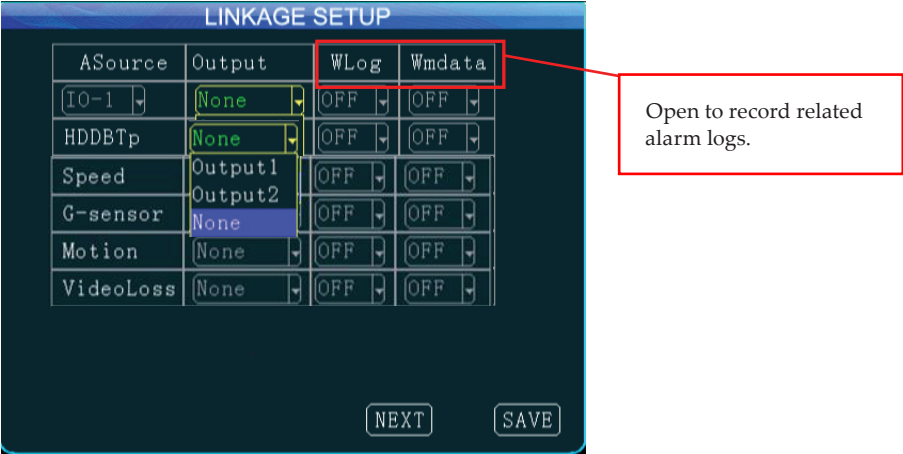 LINKAGE SETUP
ASource Output WLog Wmdata
IO-1 None OFF OFF
HDDBTp None OFF OFF
Speed Output1 OFF OFF
Output2
G-sensor None OFF OFF
Motion None OFF OFF
VideoLoss None OFF OFF
NEXT SAVE
Open to record related
alarm logs.